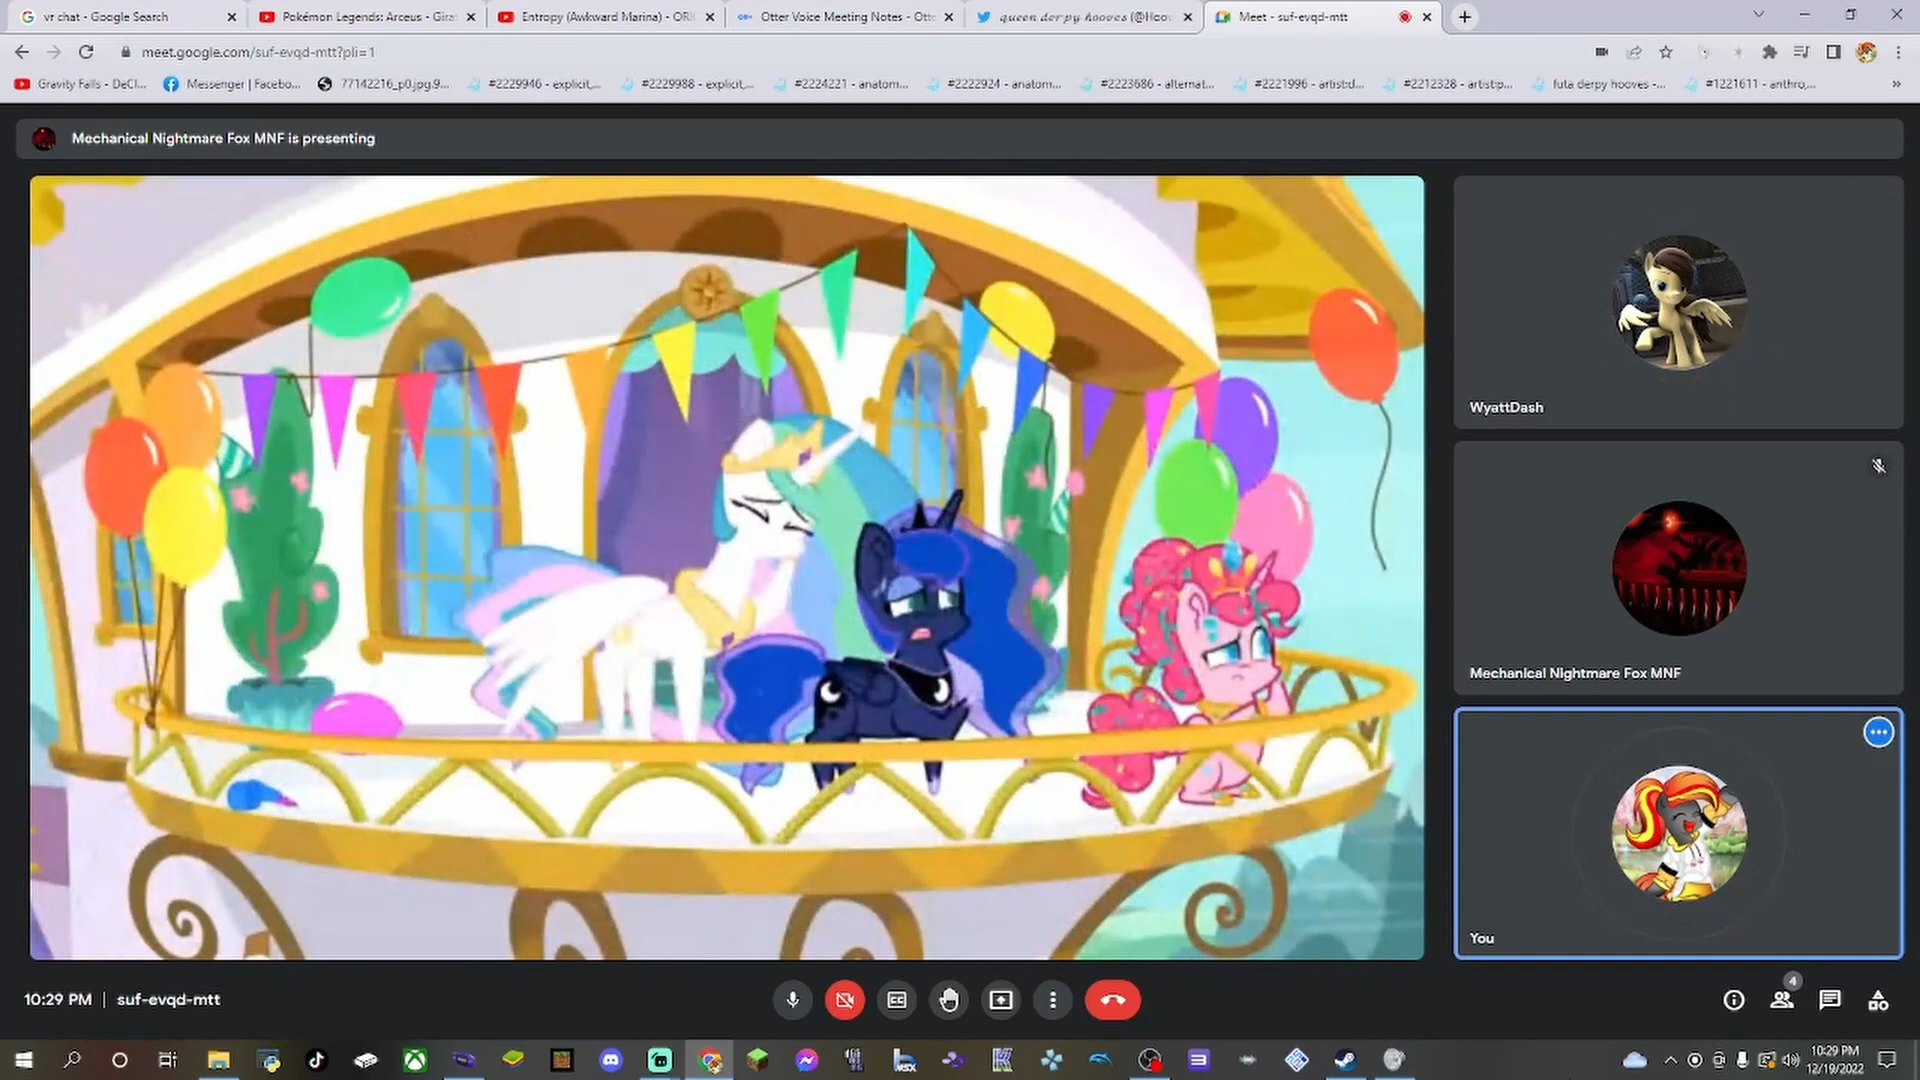 vr chat - Google Search
Pokémon Legends: Arceus - Girat
Entropy (Awkward Marina) - ORI
Otter Voice Meeting Notes - Otte
queen derpy hooves (@Hoov
Meet - suf-evqd-mtt
meet.google.com/suf-evqd-mtt?pli=1
Gravity Falls - DeCl...
Messenger | Facebo...
77142216_p0.jpg.9...
#2229946 - explicit,...
#2229988 - explicit,...
#2224221 - anatom...
#2222924 - anatom...
#2223686 - alternat...
#2221996 - artist:d...
#2212328 - artist:p...
futa derpy hooves -...
#1221611 - anthro,...
Mechanical Nightmare Fox MNF is presenting
WyattDash
Mechanical Nightmare Fox MNF
You
10:29 PM | suf-evqd-mtt
4
10:29 PM
12/19/2022